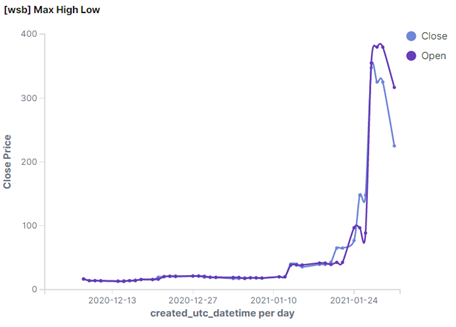 [wsb] Max High Low
Close
Open
Close Price
400
300
200
100
0
2020-12-13
2020-12-27
2021-01-10
2021-01-24
created_utc_datetime per day